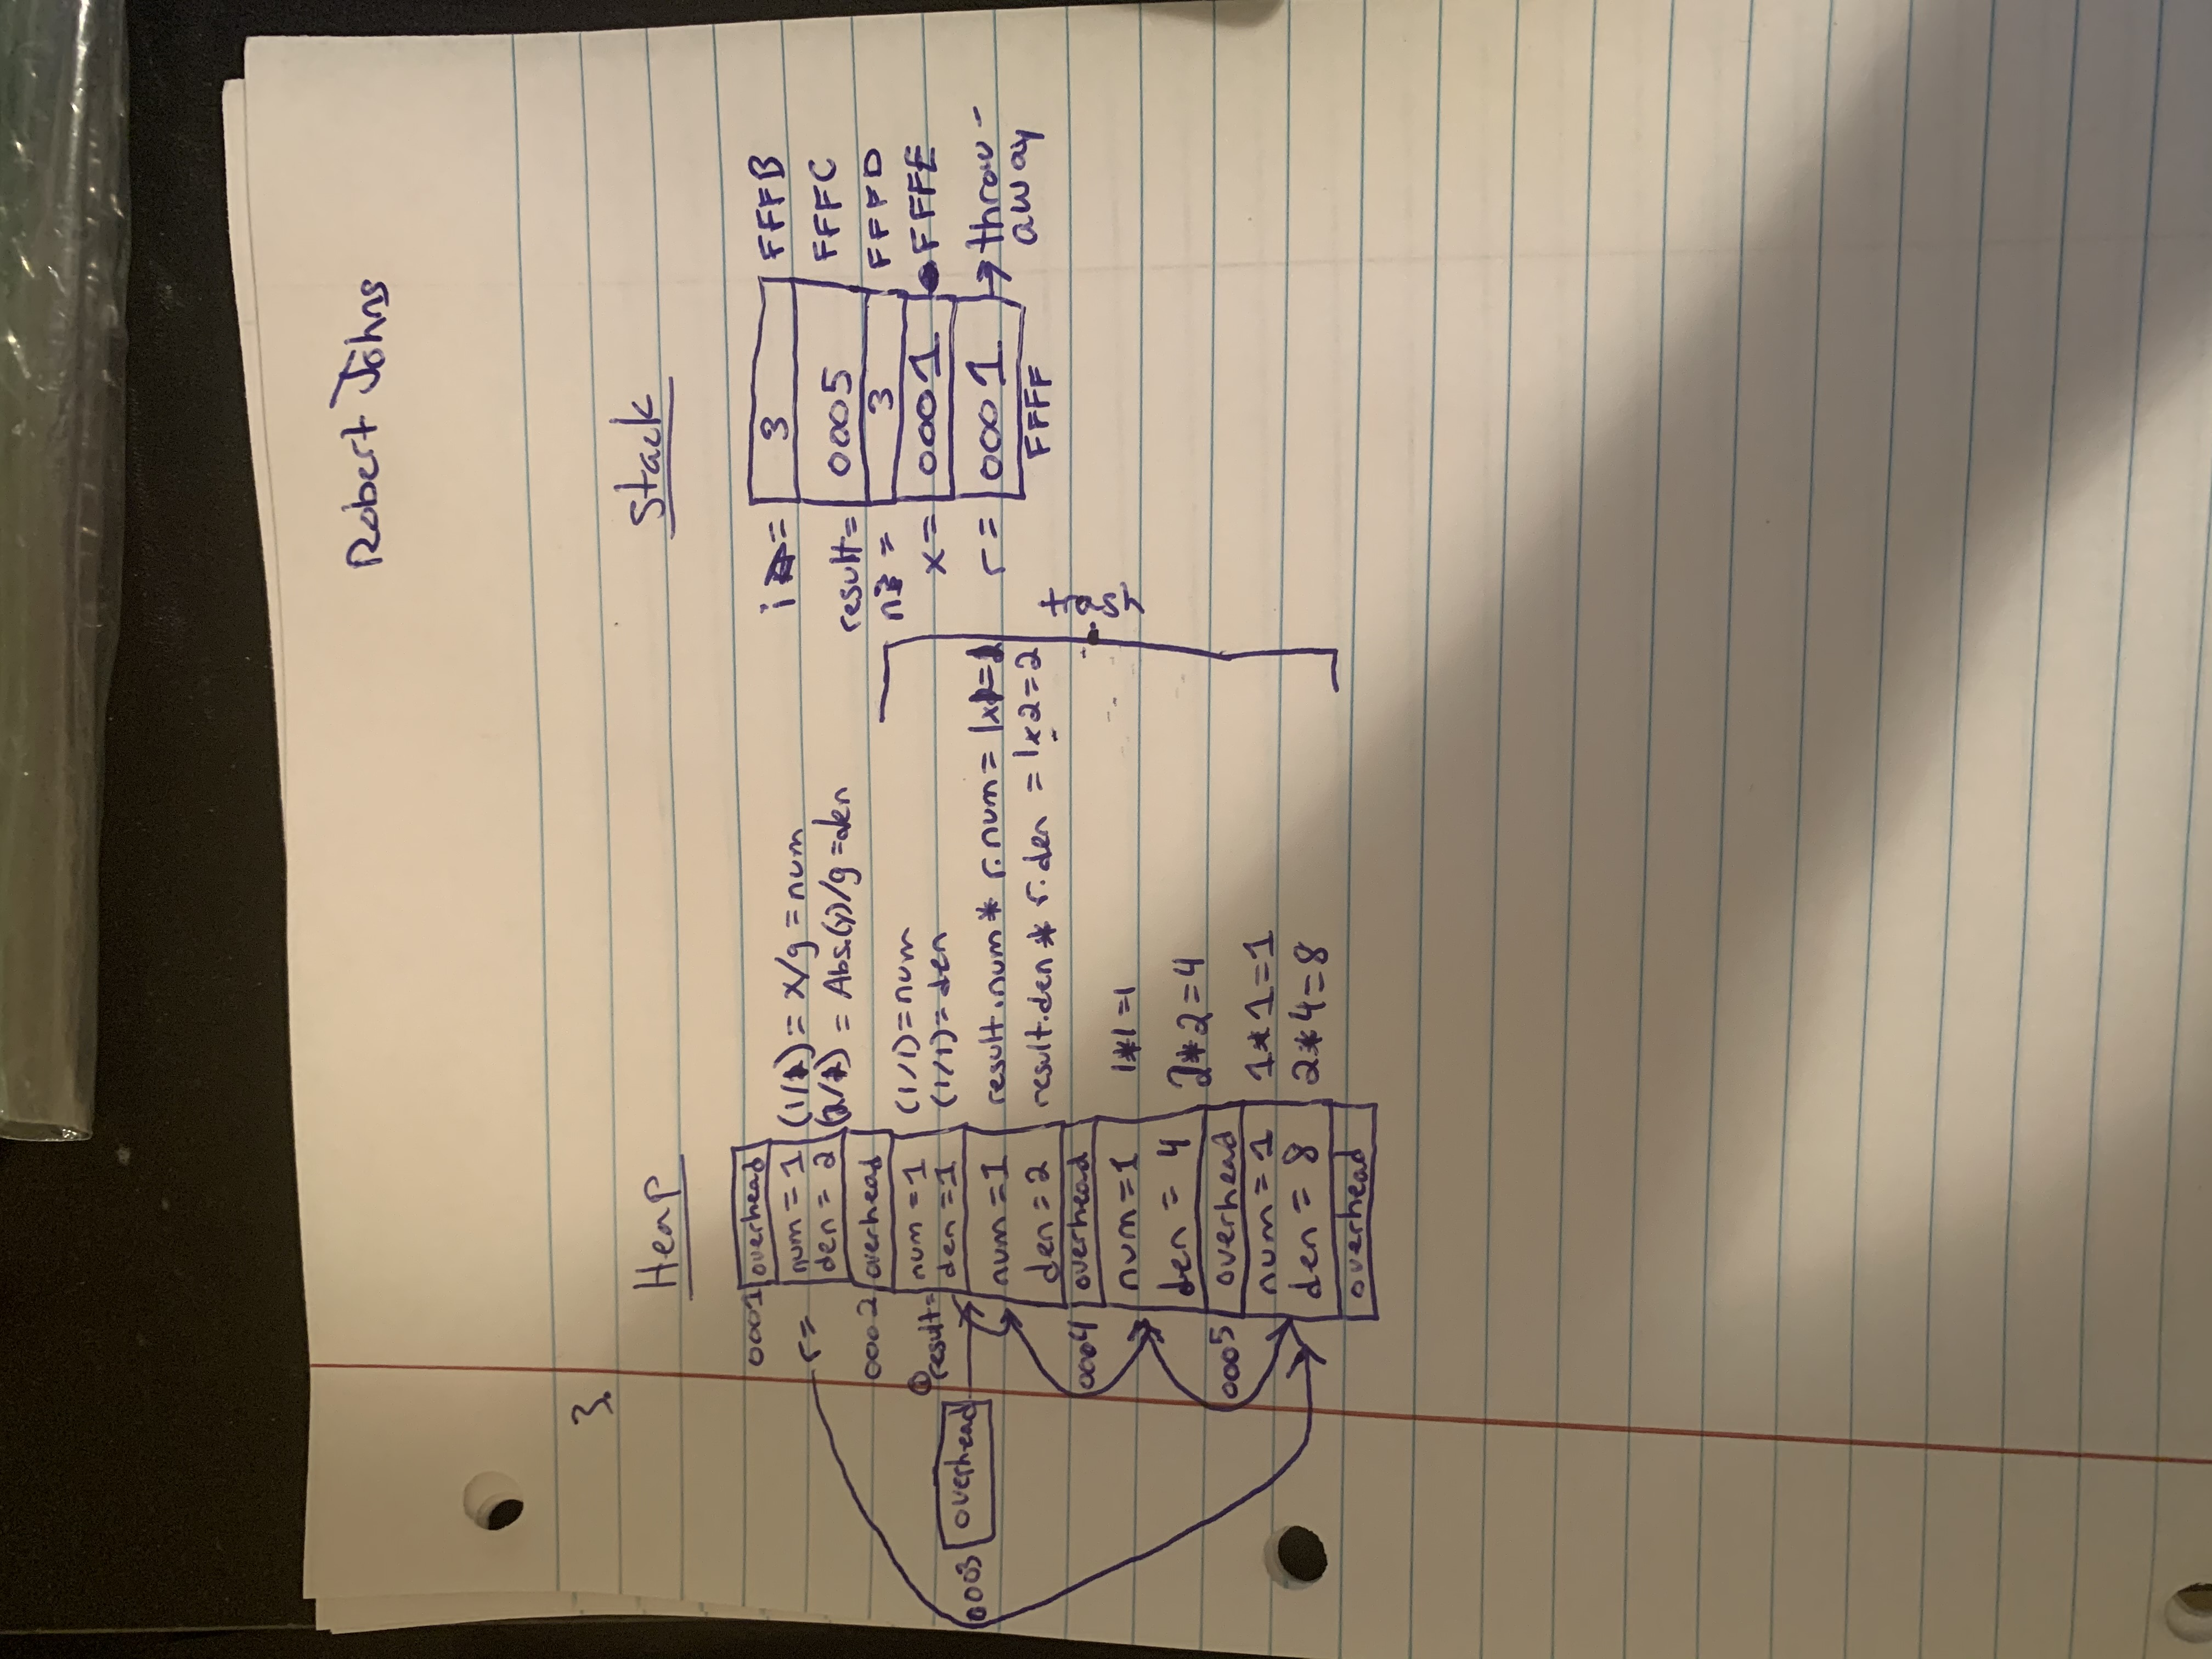 Robert Johns
3.
Heap
Stack
0001 overhead
r= num = 1 (1/1) = x/g = num
den = 2 (2/1) = Abs.(y)/g = den
0002 overhead
result= num = 1 (1/1) = num
den = 1 (1/1) = den
0003 overhead
num = 1 result.num * r.num = 1x1=1
den = 2 result.den * r.den = 1x2=2
0004 overhead
num = 1 1*1=1
den = 4 2*2=4
0005 overhead
num = 1 1*1=1
den = 8 2*4=8
overhead
trash
i = 3 FFFB
result= 0005 FFFC
n = 3 FFFD
x= 0001 FFFE
r= 0001 → throw-
away
FFFF